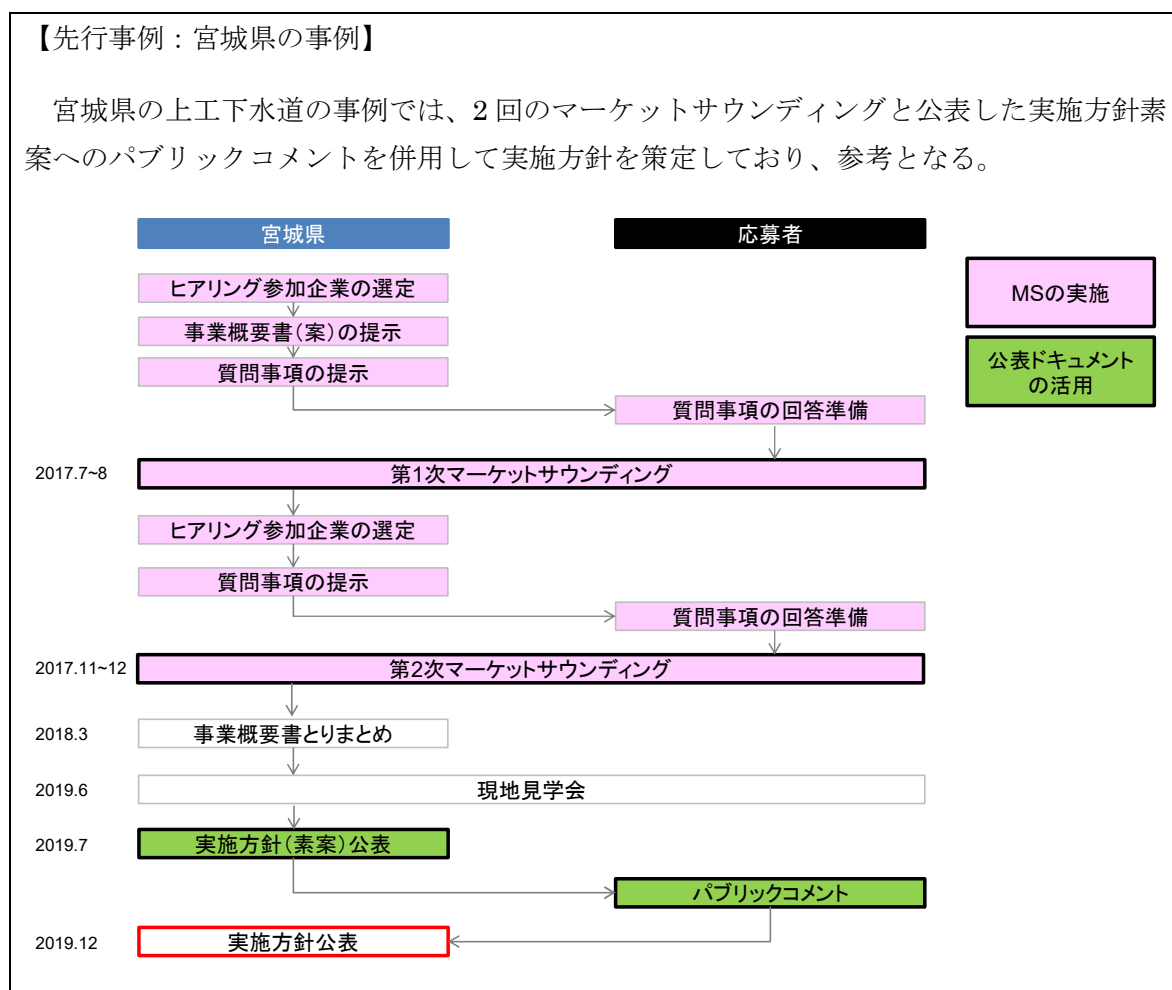 【先行事例：宮城県の事例】
宮城県の上工下水道の事例では、2 回のマーケットサウンディングと公表した実施方針素
案へのパブリックコメントを併用して実施方針を策定しており、参考となる。
宮城県
応募者
ヒアリング参加企業の選定
MSの実施
事業概要書（案）の提示
公表ドキュメント
の活用
質問事項の提示
質問事項の回答準備
2017.7~8
第1次マーケットサウンディング
ヒアリング参加企業の選定
質問事項の提示
質問事項の回答準備
2017.11~12
第2次マーケットサウンディング
2018.3
事業概要書とりまとめ
2019.6
現地見学会
2019.7
実施方針（素案）公表
パブリックコメント
2019.12
実施方針公表